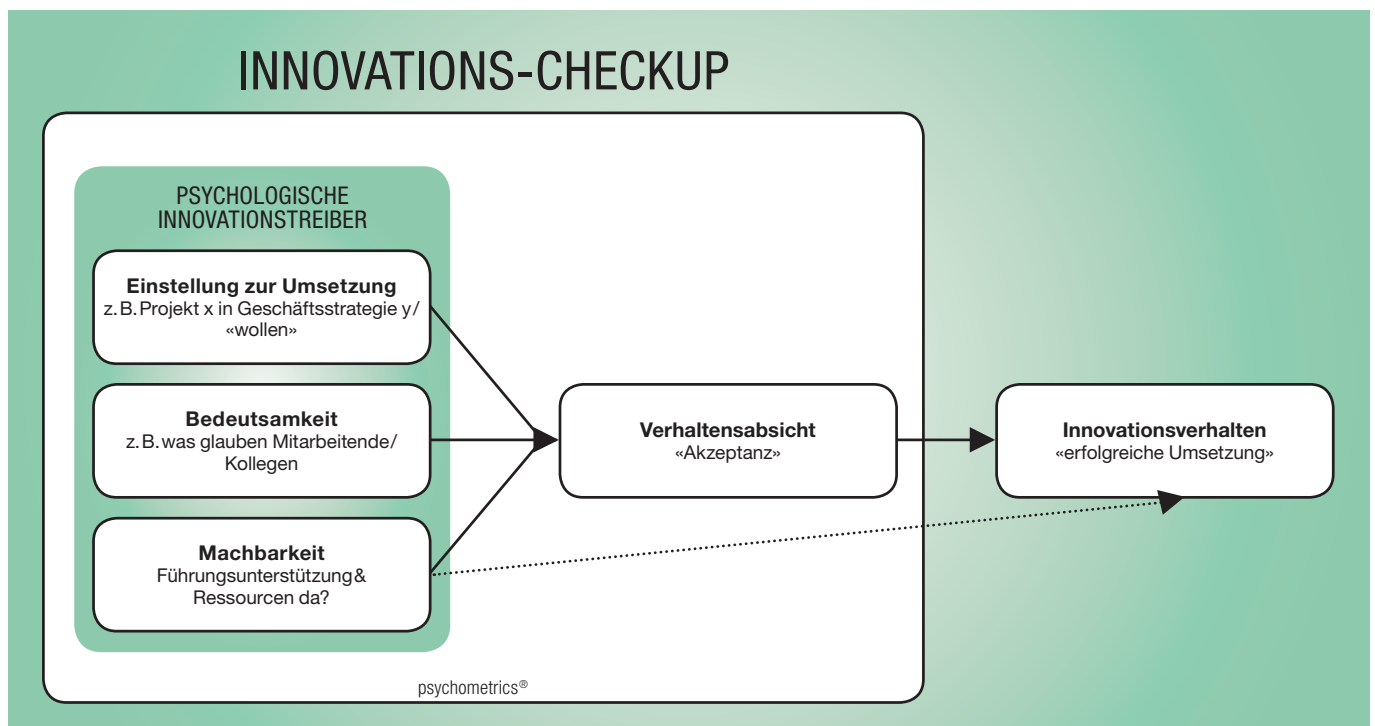 INNOVATIONS-CHECKUP
PSYCHOLOGISCHE
INNOVATIONSTREIBER
Einstellung zur Umsetzung
z.B. Projekt x in Geschäftsstrategie y/
«wollen»
Bedeutsamkeit
z.B. was glauben Mitarbeitende/
Kollegen
Machbarkeit
Führungsunterstützung&
Ressourcen da?
Verhaltensabsicht
«Akzeptanz»
Innovationsverhalten
«erfolgreiche Umsetzung»
psychometrics®